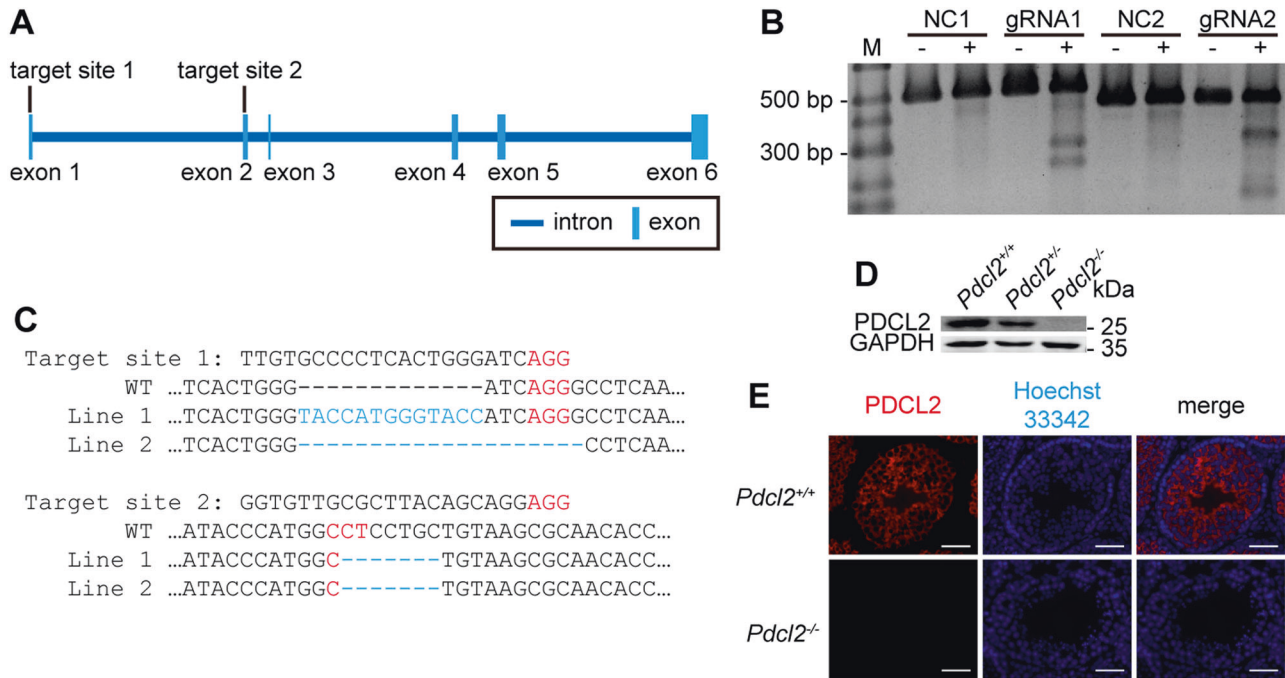 A
target site 1 target site 2
exon 1 exon 2 exon 3 exon 4 exon 5 exon 6
intron exon
B
NC1 gRNA1 NC2 gRNA2
M - + - + - + - +
500 bp -
300 bp -
C
Target site 1: TTGTGCCCCTCACTGGGATCAGG
WT …TCACTGGG--------------ATCAGGGCCTCAA…
Line 1 …TCACTGGGTACCATGGGTACCATCAGGGCCTCAA…
Line 2 …TCACTGGG---------------------CCTCAA…
Target site 2: GGTGTTGCGCTTACAGCAGGAGG
WT …ATACCCATGGCCTCCTGCTGTAAGCGCAACACC…
Line 1 …ATACCCATGGC-------TGTAAGCGCAACACC…
Line 2 …ATACCCATGGC-------TGTAAGCGCAACACC…
D
Pdcl2+/+ Pdcl2+/- Pdcl2-/- kDa
PDCL2 - 25
GAPDH - 35
E
PDCL2 Hoechst 33342 merge
Pdcl2+/+
Pdcl2-/-